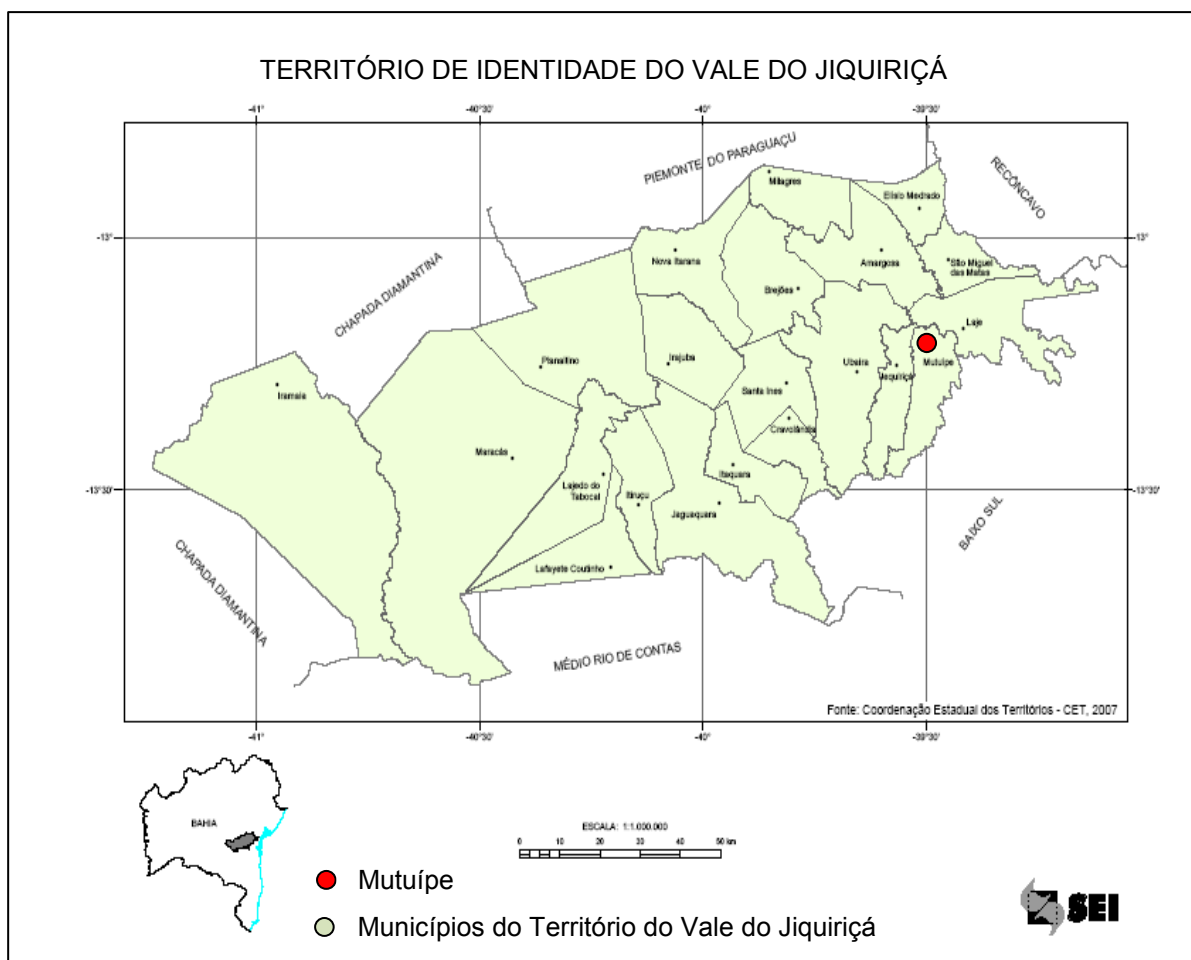 TERRITÓRIO DE IDENTIDADE DO VALE DO JIQUIRIÇÁ
-41°
-40°30'
-40°
-39°30'
PIEMONTE DO PARAGUAÇU
RECÔNCAVO
Milagres
Elísio Medrado
-13°
-13°
Nova Itarana
Amargosa
São Miguel
das Matas
CHAPADA DIAMANTINA
Brejões
Laje
Planaltino
Irajuba
Ubaíra
Jiquiriçá
Mutuípe
Iramaia
Santa Ines
Cravolândia
Maracás
Lajedo do
Tabocal
Itiruçu
Itaquara
-13°30'
-13°30'
Jaguaquara
BAIXO SUL
CHAPADA DIAMANTINA
Lafayete Coutinho
MÉDIO RIO DE CONTAS
Fonte: Coordenação Estadual dos Territórios - CET, 2007
-41°
-40°30'
-40°
-39°30'
BAHIA
ESCALA: 1:1.000.000
0 5 10 20 30 40 50 km
Mutuípe
Municípios do Território do Vale do Jiquiriçá
SEI